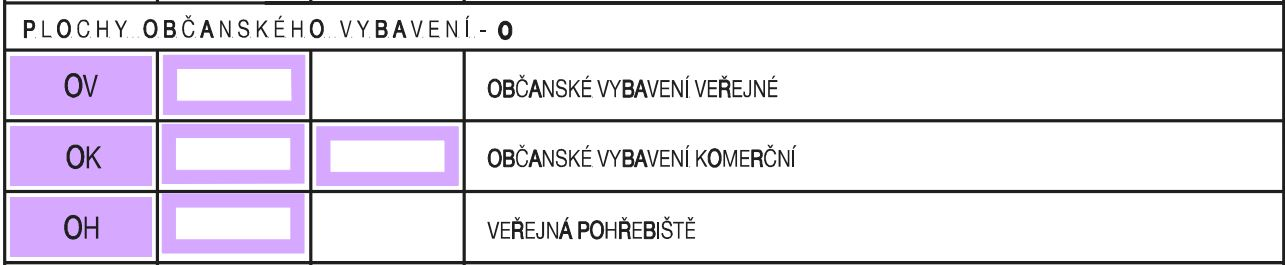 PLOCHY OBČANSKÉHO VYBAVENÍ - O
OV OBČANSKÉ VYBAVENÍ VEŘEJNÉ
OK OBČANSKÉ VYBAVENÍ KOMERČNÍ
OH VEŘEJNÁ POHŘEBIŠTĚ